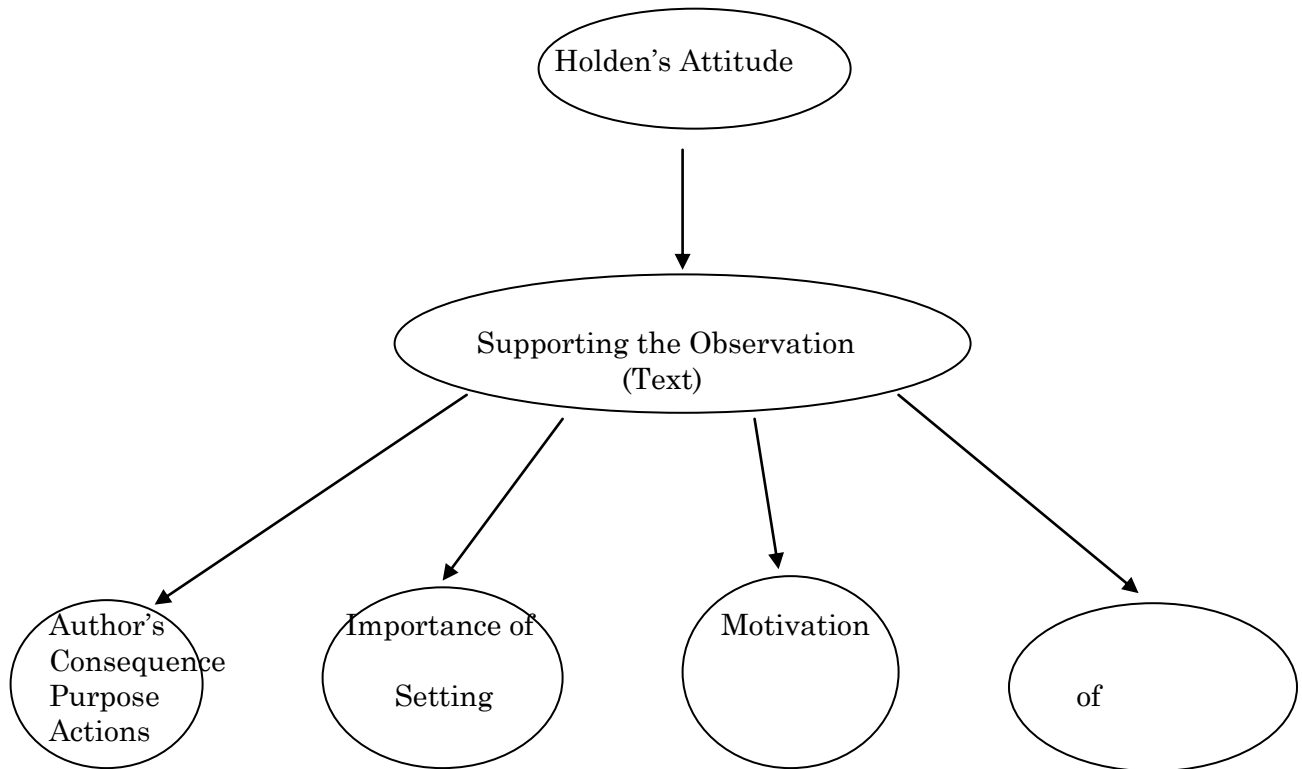 Holden’s Attitude
Supporting the Observation
(Text)
Author’s
Consequence
Purpose
Actions
Importance of
Setting
Motivation
of